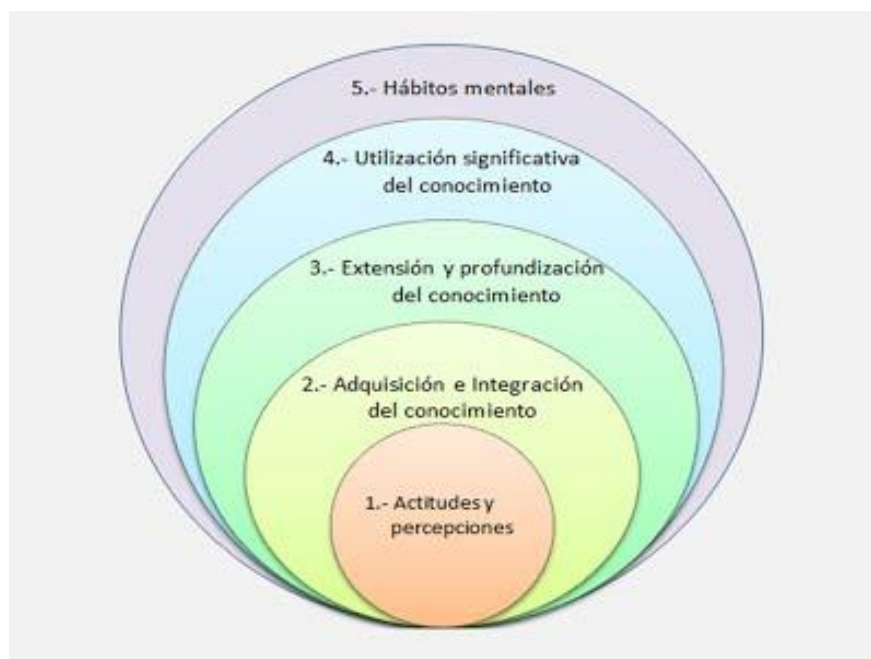 5.- Hábitos mentales
4.- Utilización significativa
del conocimiento
3.- Extensión y profundización
del conocimiento
2.- Adquisición e Integración
del conocimiento
1.- Actitudes y
percepciones